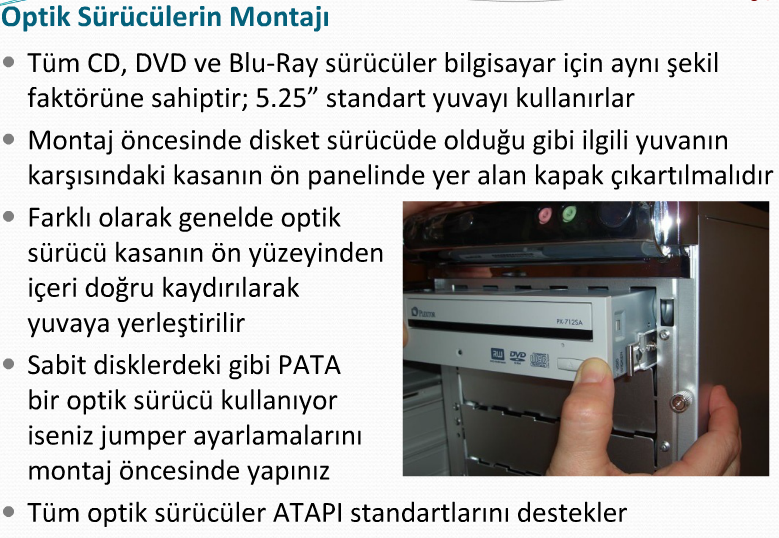 Optik Sürücülerin Montajı
• Tüm CD, DVD ve Blu-Ray sürücüler bilgisayar için aynı şekil
faktörüne sahiptir; 5.25” standart yuvayı kullanırlar
• Montaj öncesinde disket sürücüde olduğu gibi ilgili yuvanın
karşısındaki kasanın ön panelinde yer alan kapak çıkartılmalıdır
• Farklı olarak genelde optik
sürücü kasanın ön yüzeyinden
içeri doğru kaydırılarak
yuvaya yerleştirilir
• Sabit disklerdeki gibi PATA
bir optik sürücü kullanıyor
iseniz jumper ayarlamalarını
montaj öncesinde yapınız
• Tüm optik sürücüler ATAPI standartlarını destekler
PLEXTOR
PX-712SA
RW
DVD